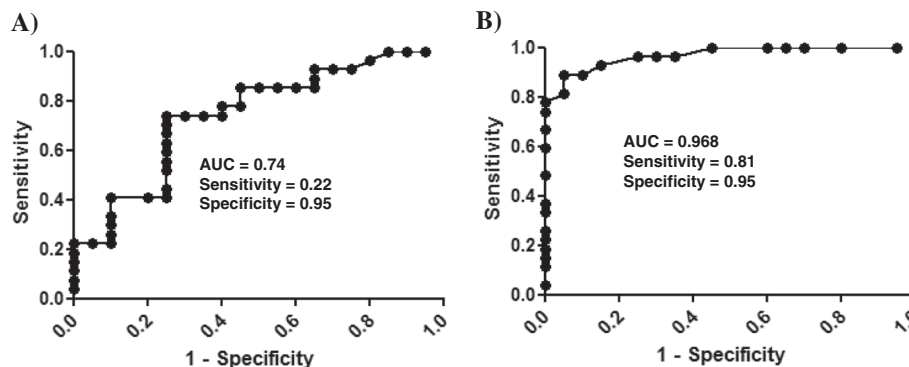 A)
1.0
0.8
0.6
0.4
0.2
0.0
Sensitivity
AUC = 0.74
Sensitivity = 0.22
Specificity = 0.95
0.0
0.2
0.4
0.6
0.8
1.0
1 - Specificity
B)
1.0
0.8
0.6
0.4
0.2
0.0
Sensitivity
AUC = 0.968
Sensitivity = 0.81
Specificity = 0.95
0.0
0.2
0.4
0.6
0.8
1.0
1 - Specificity